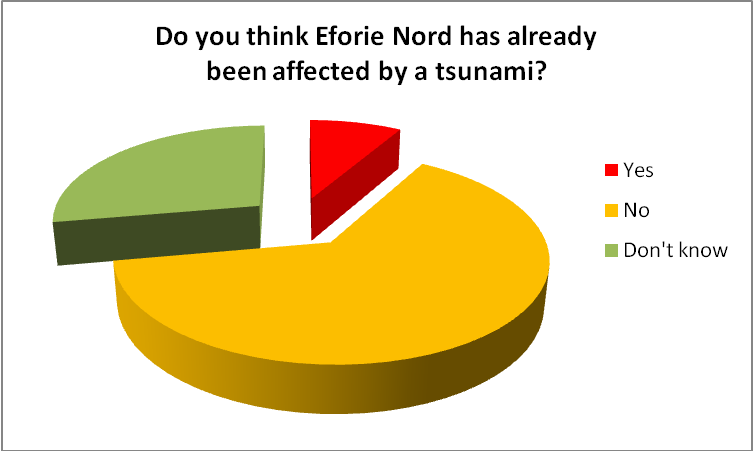 Do you think Eforie Nord has already
been affected by a tsunami?
Yes
No
Don't know